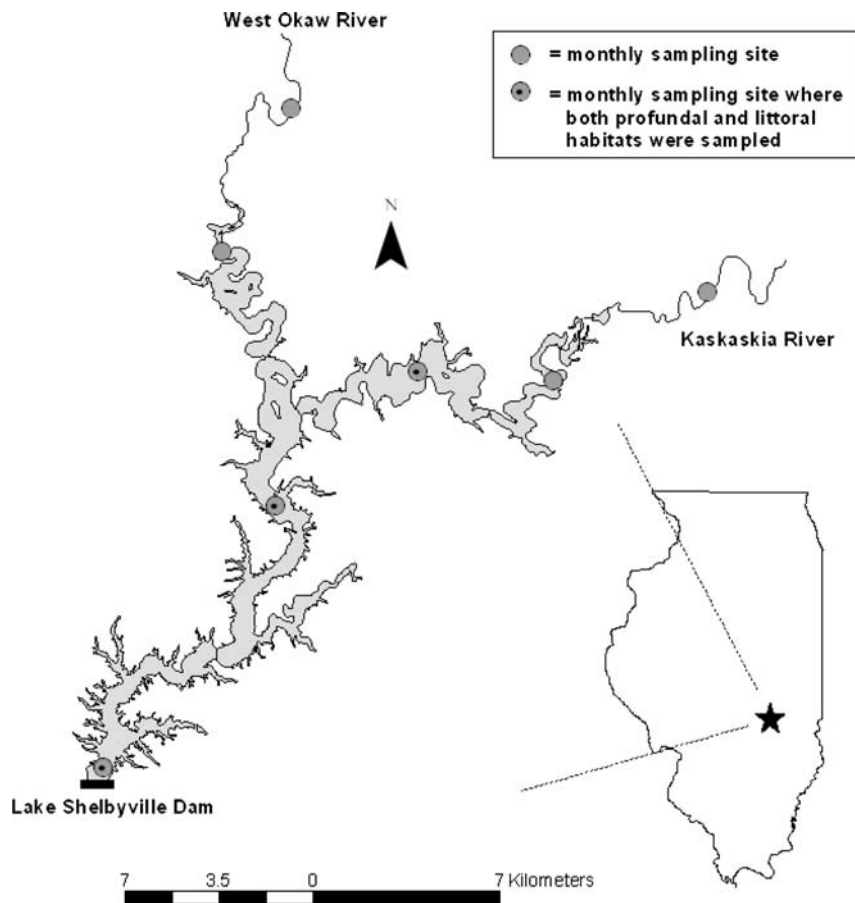 West Okaw River
= monthly sampling site
= monthly sampling site where
both profundal and littoral
habitats were sampled
N
Kaskaskia River
Lake Shelbyville Dam
7 3.5 0 7 Kilometers